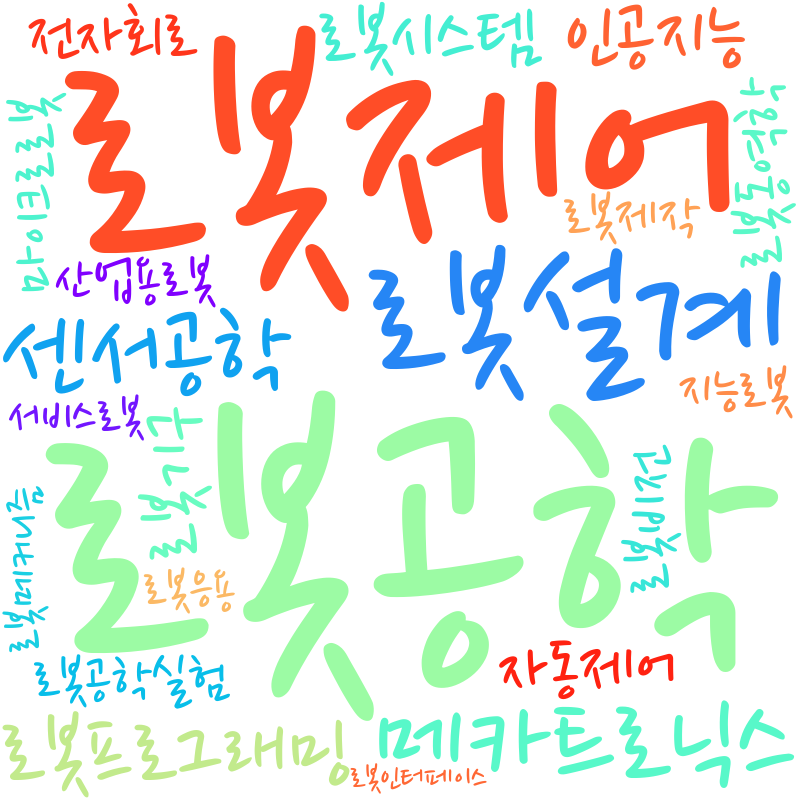 전자회로
로봇시스템
인공지능
로봇제어
마이크로로봇
로봇동역학
로봇제작
산업용로봇
로봇설계
센서공학
지능로봇
서비스로봇
로봇기구
로봇공학
로봇비전
로봇메커니즘
로봇응용
로봇공학실험
자동제어
로봇프로그래밍
메카트로닉스
로봇인터페이스